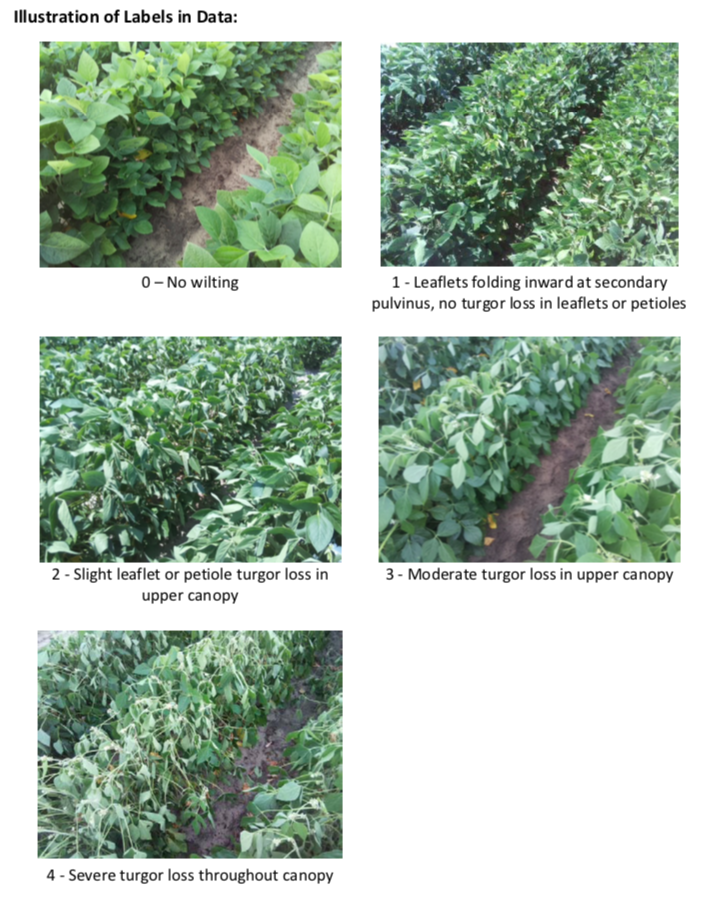 Illustration of Labels in Data:
0 – No wilting
1 - Leaflets folding inward at secondary
pulvinus, no turgor loss in leaflets or petioles
2 - Slight leaflet or petiole turgor loss in
upper canopy
3 - Moderate turgor loss in upper canopy
4 - Severe turgor loss throughout canopy